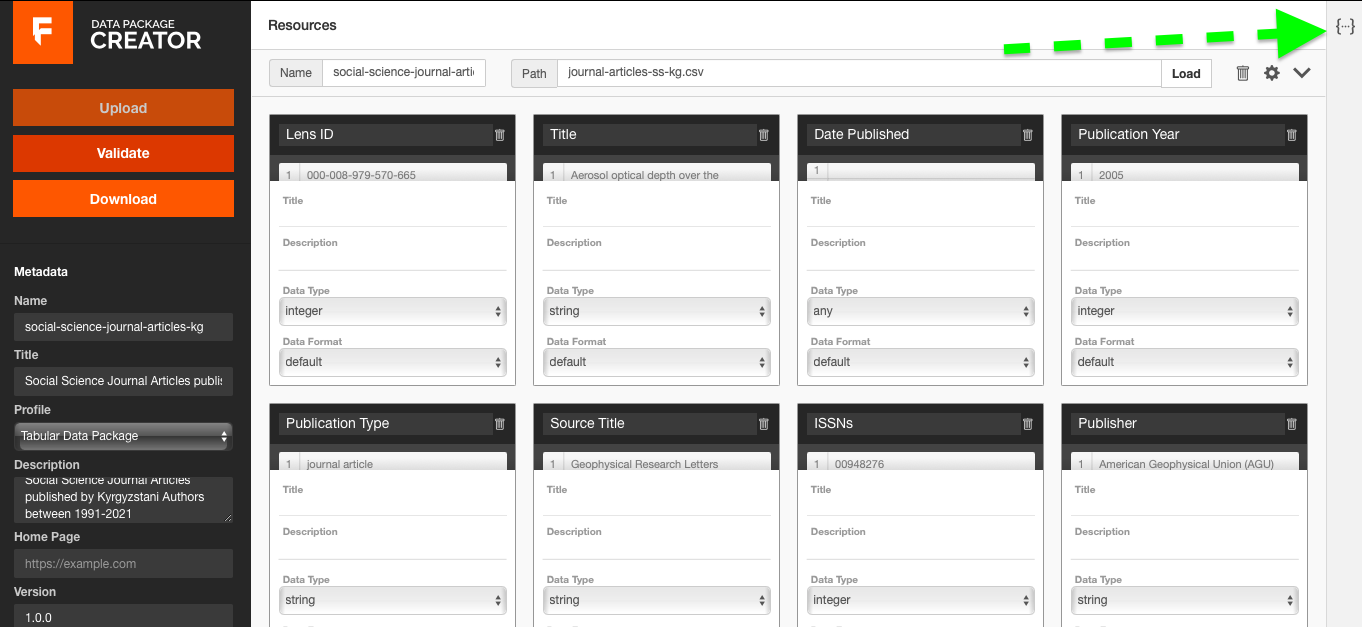 F
DATA PACKAGE
CREATOR
Upload
Validate
Download
Metadata
Name
social-science-journal-articles-kg
Title
Social Science Journal Articles publis
Profile
Tabular Data Package
Description
Social Science Journal Articles
published by Kyrgyzstani Authors
between 1991-2021
Home Page
https://example.com
Version
1.0.0
Resources
{···}
Name social-science-journal-arti Path journal-articles-ss-kg.csv Load
Lens ID Title Date Published Publication Year
1 000-008-979-570-665 1 Aerosol optical depth over the 1 1 2005
Title Title Title Title
Description Description Description Description
Data Type Data Type Data Type Data Type
integer string any integer
Data Format Data Format Data Format Data Format
default default default default
Publication Type Source Title ISSNs Publisher
1 journal article 1 Geophysical Research Letters 1 00948276 1 American Geophysical Union (AGU)
Title Title Title Title
Description Description Description Description
Data Type Data Type Data Type Data Type
string string integer string